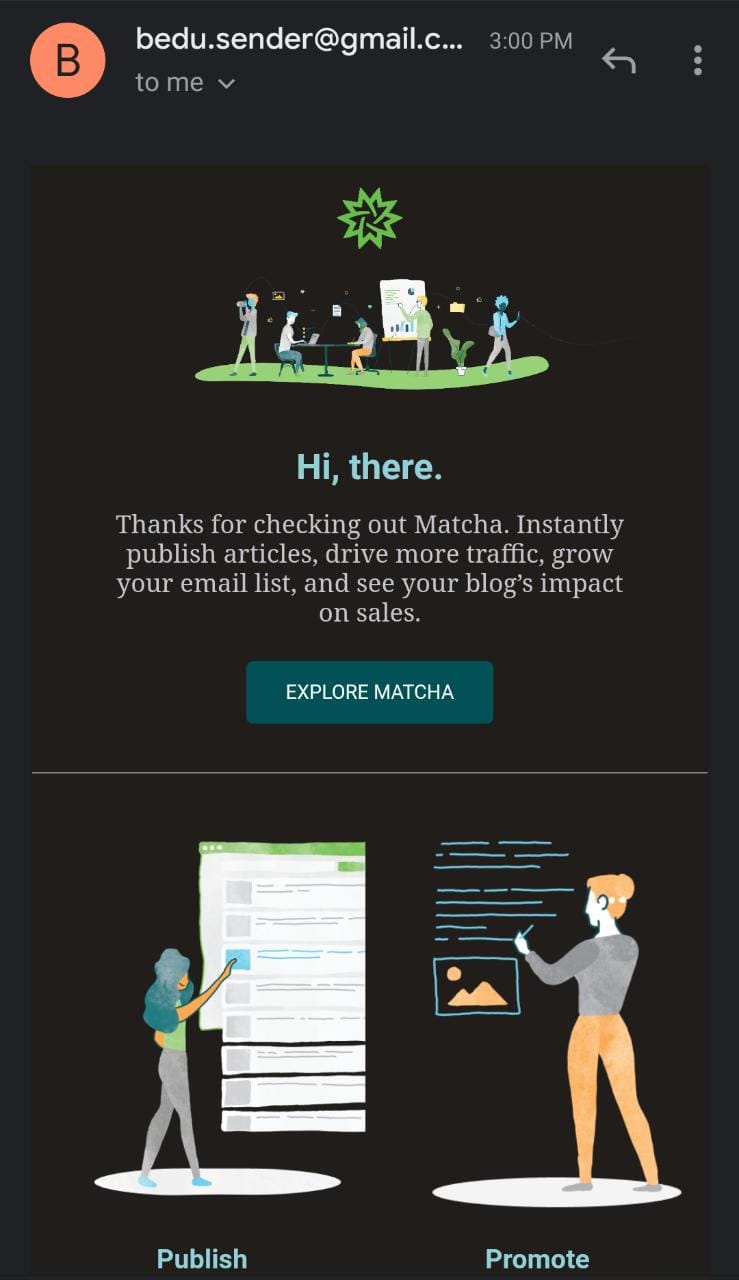 B
bedu.sender@gmail.c...
3:00 PM
to me
Hi, there.
Thanks for checking out Matcha. Instantly
publish articles, drive more traffic, grow
your email list, and see your blog’s impact
on sales.
EXPLORE MATCHA
Publish
Promote